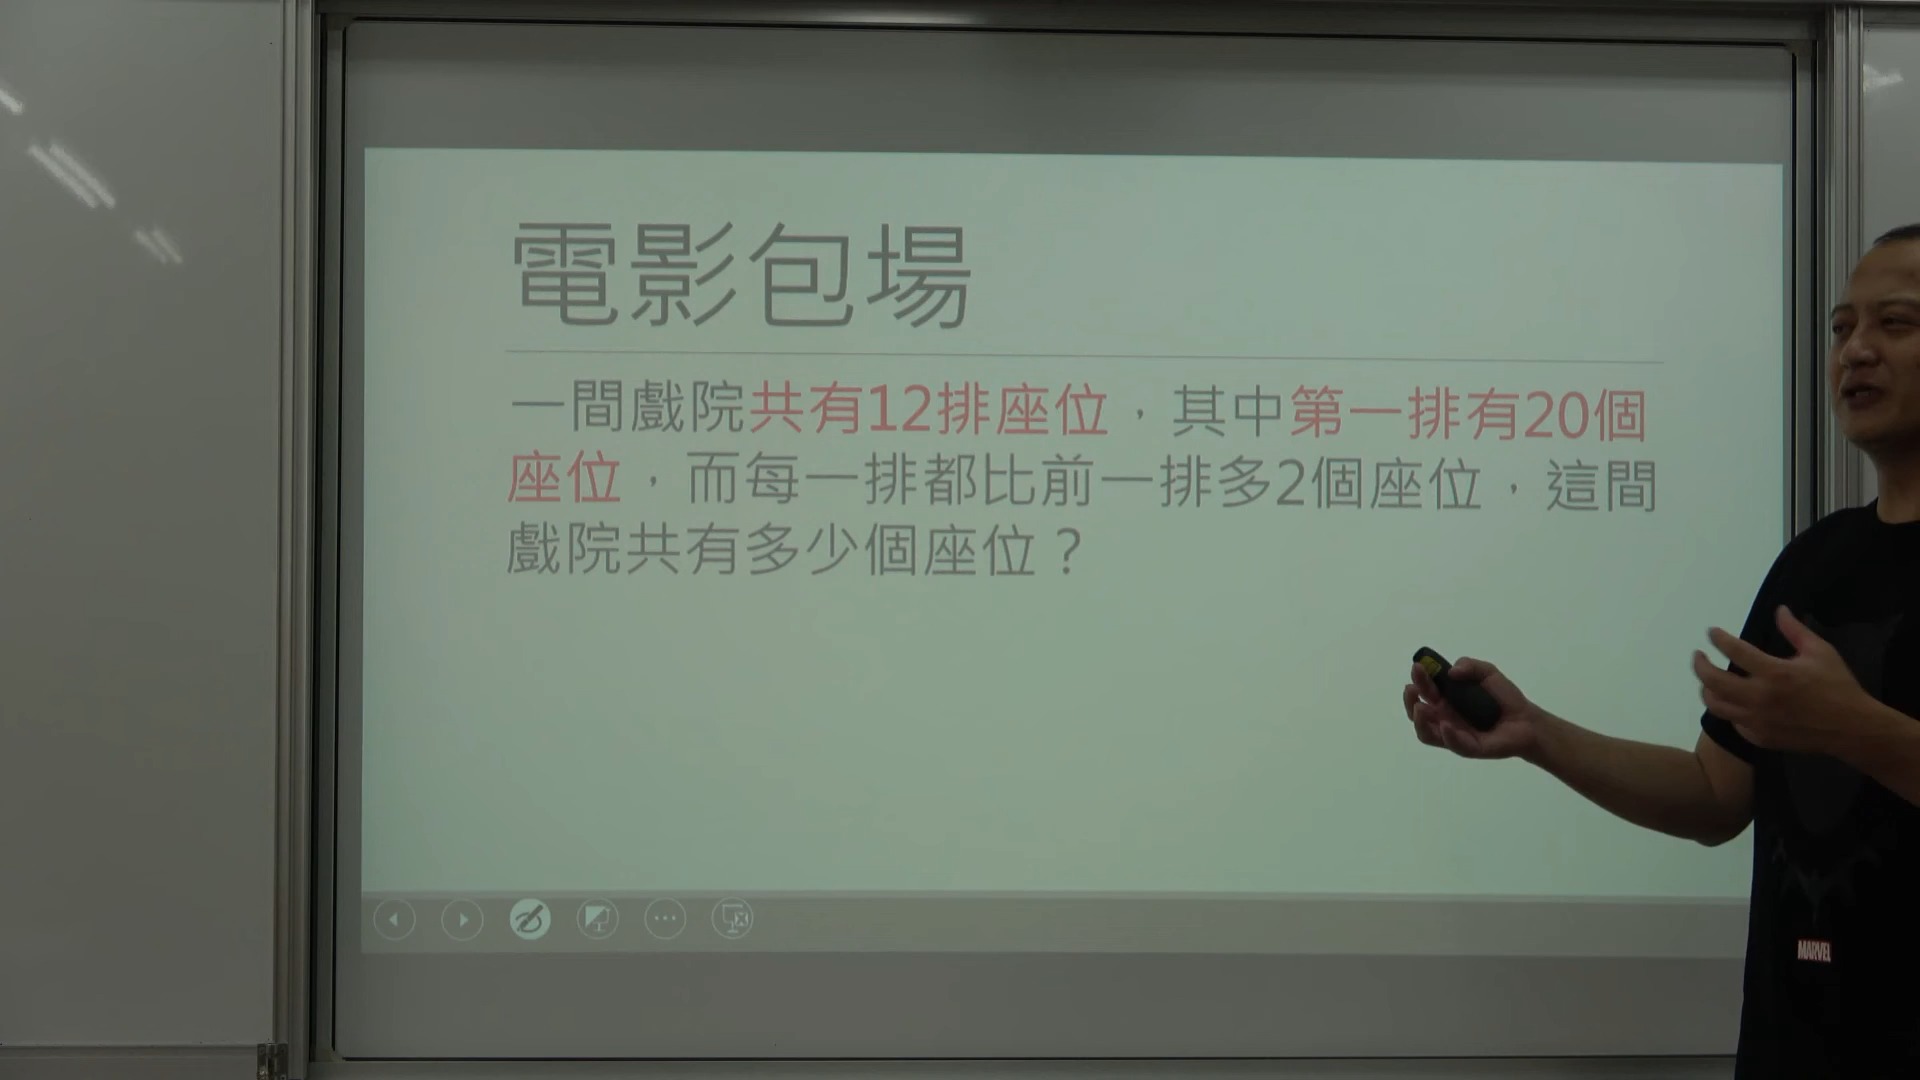 電影包場
一間戲院共有12排座位，其中第一排有20個
座位，而每一排都比前一排多2個座位，這間
戲院共有多少個座位？
MARVEL